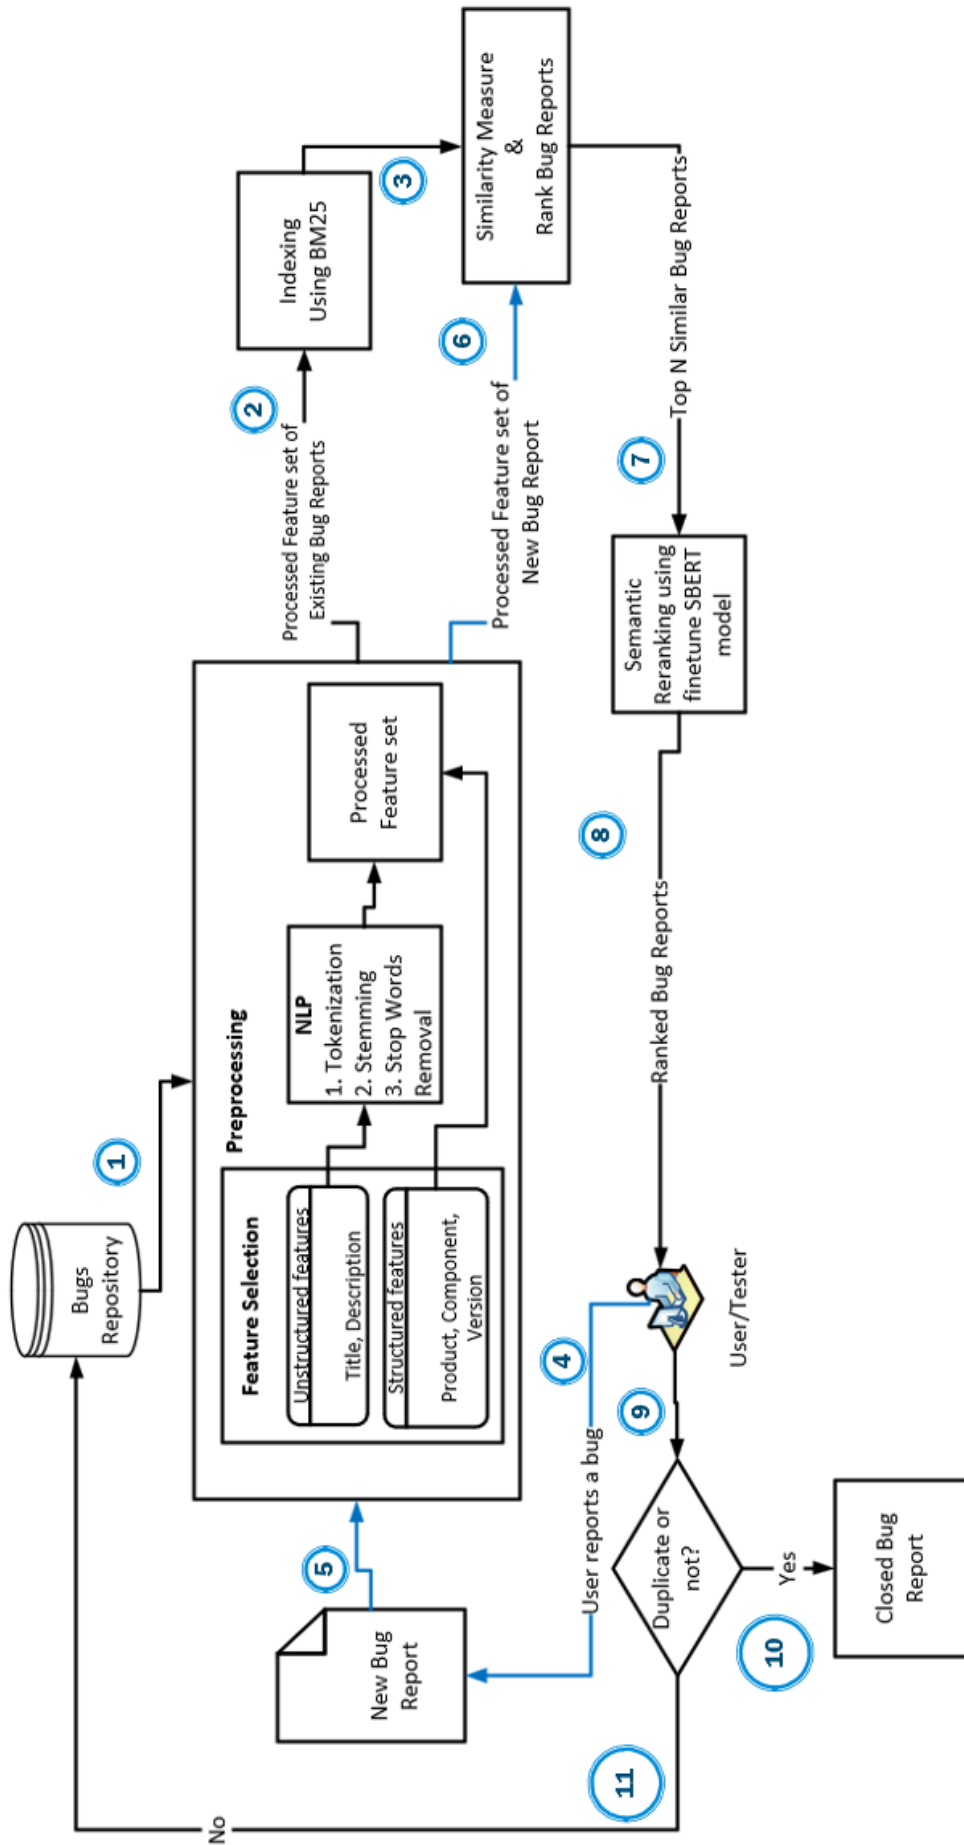 Bugs
Repository
1
Preprocessing
Feature Selection
Unstructured features
Title, Description
Structured features
Product, Component,
Version
NLP
1. Tokenization
2. Stemming
3. Stop Words
Removal
Processed
Feature set
Processed Feature set of
Existing Bug Reports
2
Indexing
Using BM25
3
Similarity Measure
&
Rank Bug Reports
New Bug
Report
5
Processed Feature set of
New Bug Report
6
Top N Similar Bug Reports
7
Semantic
Reranking using
finetune SBERT
model
8
Ranked Bug Reports
User/Tester
4
User reports a bug
9
Duplicate or
not?
Yes
10
Closed Bug
Report
11
No